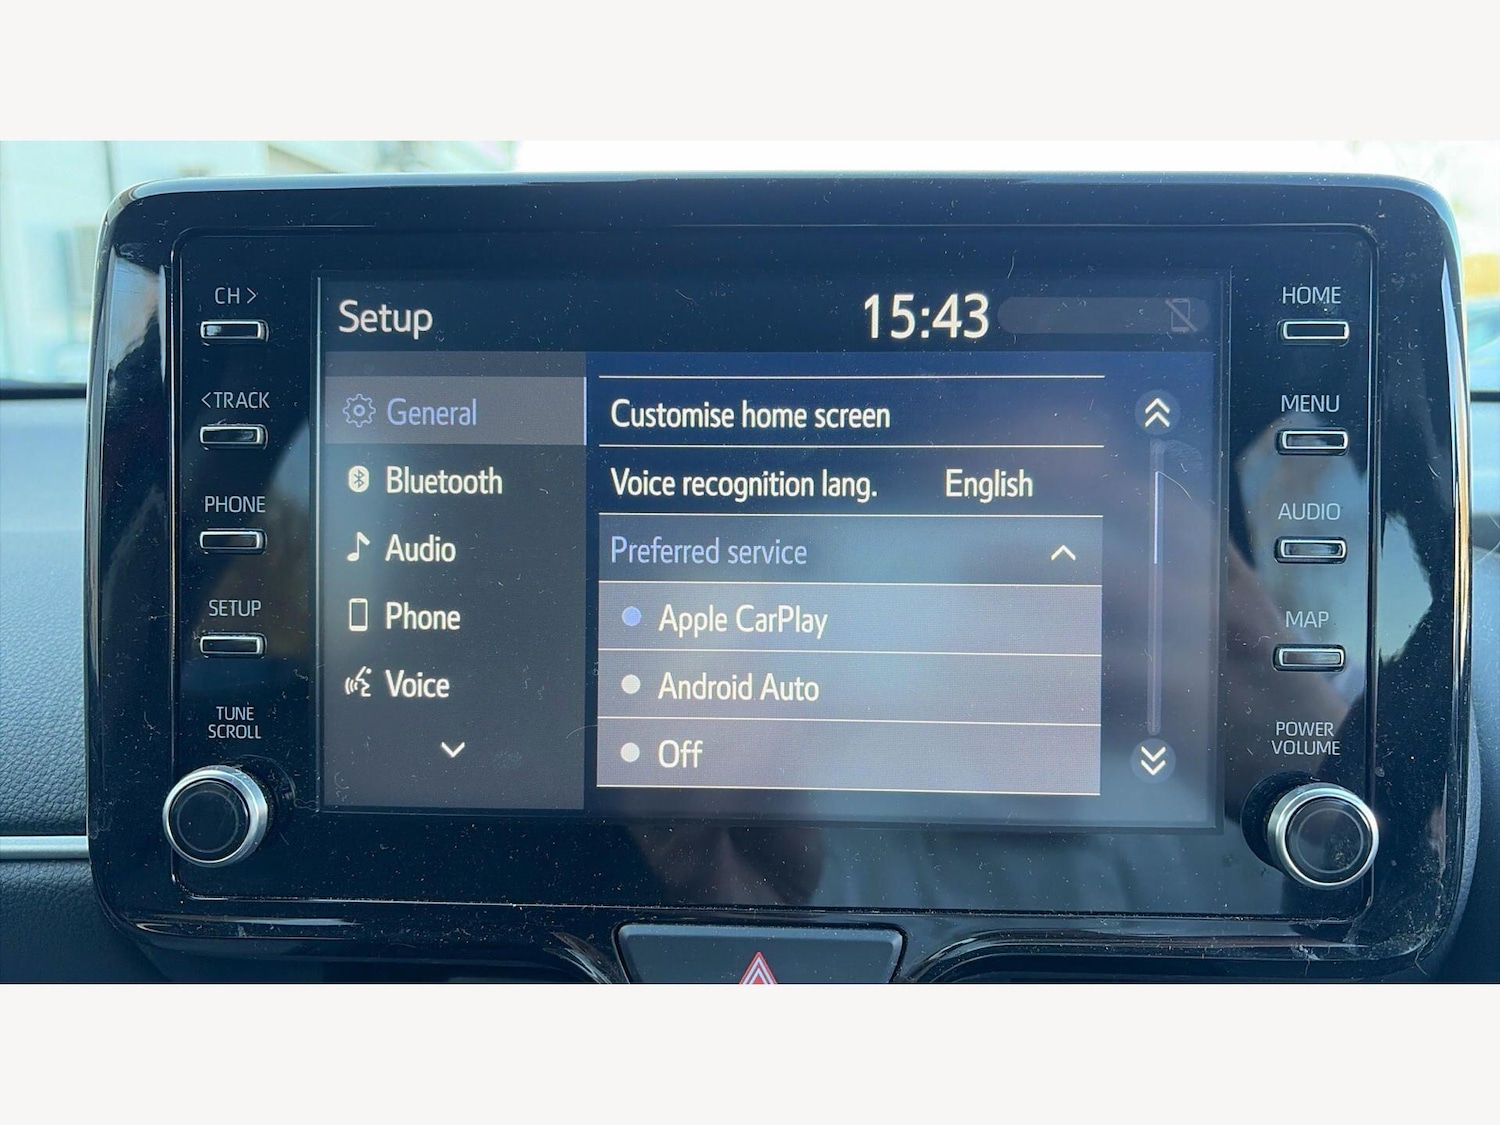 CH >
<TRACK
PHONE
SETUP
TUNE
SCROLL
Setup
15:43
General
Bluetooth
Audio
Phone
Voice
Customise home screen
Voice recognition lang. English
Preferred service
Apple CarPlay
Android Auto
Off
HOME
MENU
AUDIO
MAP
POWER
VOLUME